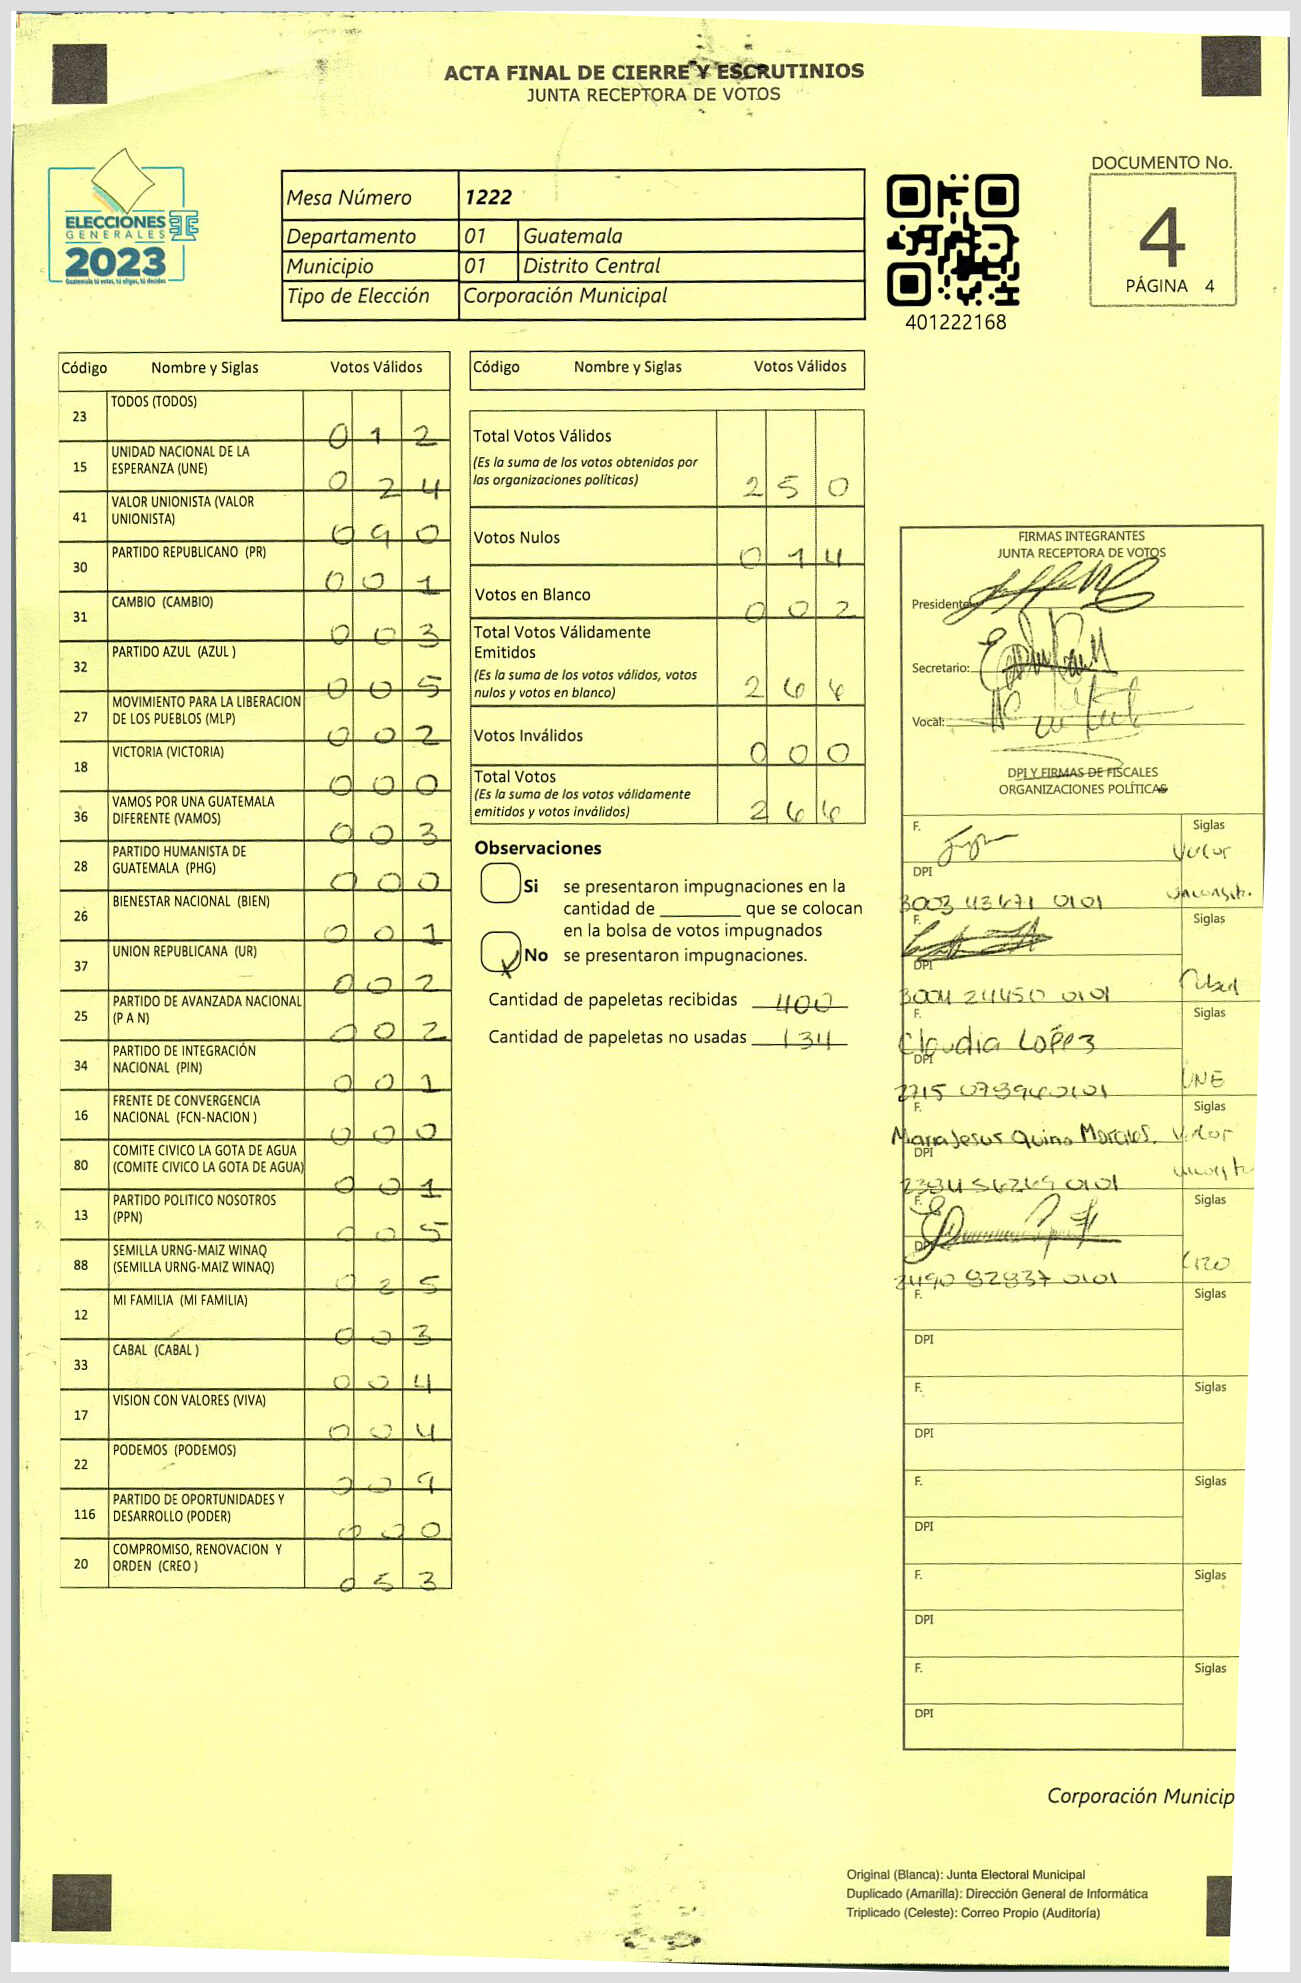 ACTA FINAL DE CIERRE Y ESCRUTINIOS
JUNTA RECEPTORA DE VOTOS
ELECCIONES
GENERALES
2023
Guatemala tú votas, tú eliges, tú decides
Mesa Número 1222
Departamento 01 Guatemala
Municipio 01 Distrito Central
Tipo de Elección Corporación Municipal
401222168
DOCUMENTO No.
4
PÁGINA 4
Código Nombre y Siglas Votos Válidos
23 TODOS (TODOS) 0 1 2
15 UNIDAD NACIONAL DE LA ESPERANZA (UNE) 0 2 4
41 VALOR UNIONISTA (VALOR UNIONISTA) 0 9 0
30 PARTIDO REPUBLICANO (PR) 0 0 1
31 CAMBIO (CAMBIO) 0 0 3
32 PARTIDO AZUL (AZUL ) 0 0 5
27 MOVIMIENTO PARA LA LIBERACION DE LOS PUEBLOS (MLP) 0 0 2
18 VICTORIA (VICTORIA) 0 0 0
36 VAMOS POR UNA GUATEMALA DIFERENTE (VAMOS) 0 0 3
28 PARTIDO HUMANISTA DE GUATEMALA (PHG) 0 0 0
26 BIENESTAR NACIONAL (BIEN) 0 0 1
37 UNION REPUBLICANA (UR) 0 0 2
25 PARTIDO DE AVANZADA NACIONAL (P A N) 0 0 2
34 PARTIDO DE INTEGRACIÓN NACIONAL (PIN) 0 0 1
16 FRENTE DE CONVERGENCIA NACIONAL (FCN-NACION ) 0 0 0
80 COMITE CIVICO LA GOTA DE AGUA (COMITE CIVICO LA GOTA DE AGUA) 0 0 1
13 PARTIDO POLITICO NOSOTROS (PPN) 0 0 5
88 SEMILLA URNG-MAIZ WINAQ (SEMILLA URNG-MAIZ WINAQ) 0 2 5
12 MI FAMILIA (MI FAMILIA) 0 0 3
33 CABAL (CABAL ) 0 0 4
17 VISION CON VALORES (VIVA) 0 0 4
22 PODEMOS (PODEMOS) 0 0 9
116 PARTIDO DE OPORTUNIDADES Y DESARROLLO (PODER) 0 0 0
20 COMPROMISO, RENOVACION Y ORDEN (CREO ) 0 5 3
Código Nombre y Siglas Votos Válidos
Total Votos Válidos
(Es la suma de los votos obtenidos por
las organizaciones políticas) 2 5 0
Votos Nulos 0 1 4
Votos en Blanco 0 0 2
Total Votos Válidamente
Emitidos
(Es la suma de los votos válidos, votos
nulos y votos en blanco) 2 6 6
Votos Inválidos 0 0 0
Total Votos
(Es la suma de los votos válidamente
emitidos y votos inválidos) 2 6 6
Observaciones
Si se presentaron impugnaciones en la
cantidad de ________ que se colocan
en la bolsa de votos impugnados
No se presentaron impugnaciones.
Cantidad de papeletas recibidas 400
Cantidad de papeletas no usadas 134
FIRMAS INTEGRANTES
JUNTA RECEPTORA DE VOTOS
Presidente:
Secretario:
Vocal:
DPI Y FIRMAS DE FISCALES
ORGANIZACIONES POLÍTICAS
F. Siglas
Valor
DPI
Unionista.
F. Siglas
DPI
3004 24450 0101
F. Siglas
Claudia López
DPI
UNE
F. Siglas
Maria Jesus Quino Morales. Valor
DPI
F. Siglas
DPI
2490 82837 0101
F. Siglas
DPI
F. Siglas
DPI
F. Siglas
DPI
F. Siglas
DPI
F. Siglas
DPI
Corporación Municip
Original (Blanca): Junta Electoral Municipal
Duplicado (Amarilla): Dirección General de Informática
Triplicado (Celeste): Correo Propio (Auditoría)